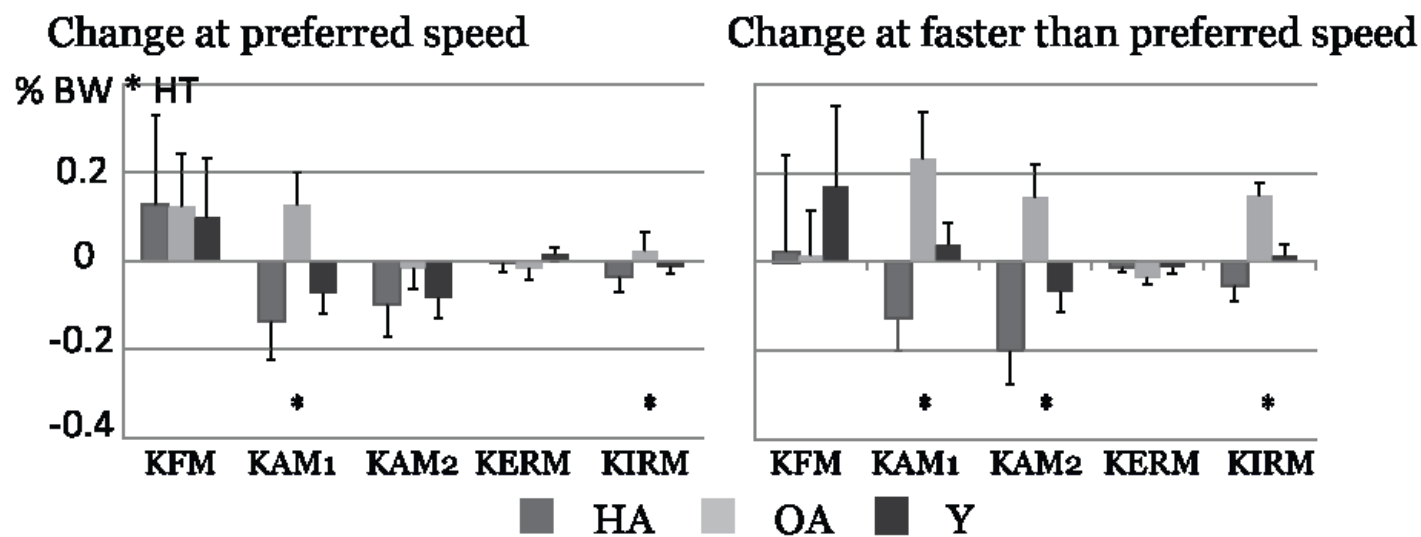 Change at preferred speed
Change at faster than preferred speed
% BW * HT
0.2
0
-0.2
-0.4
* *
* * *
KFM KAM1 KAM2 KERM KIRM
KFM KAM1 KAM2 KERM KIRM
HA OA Y